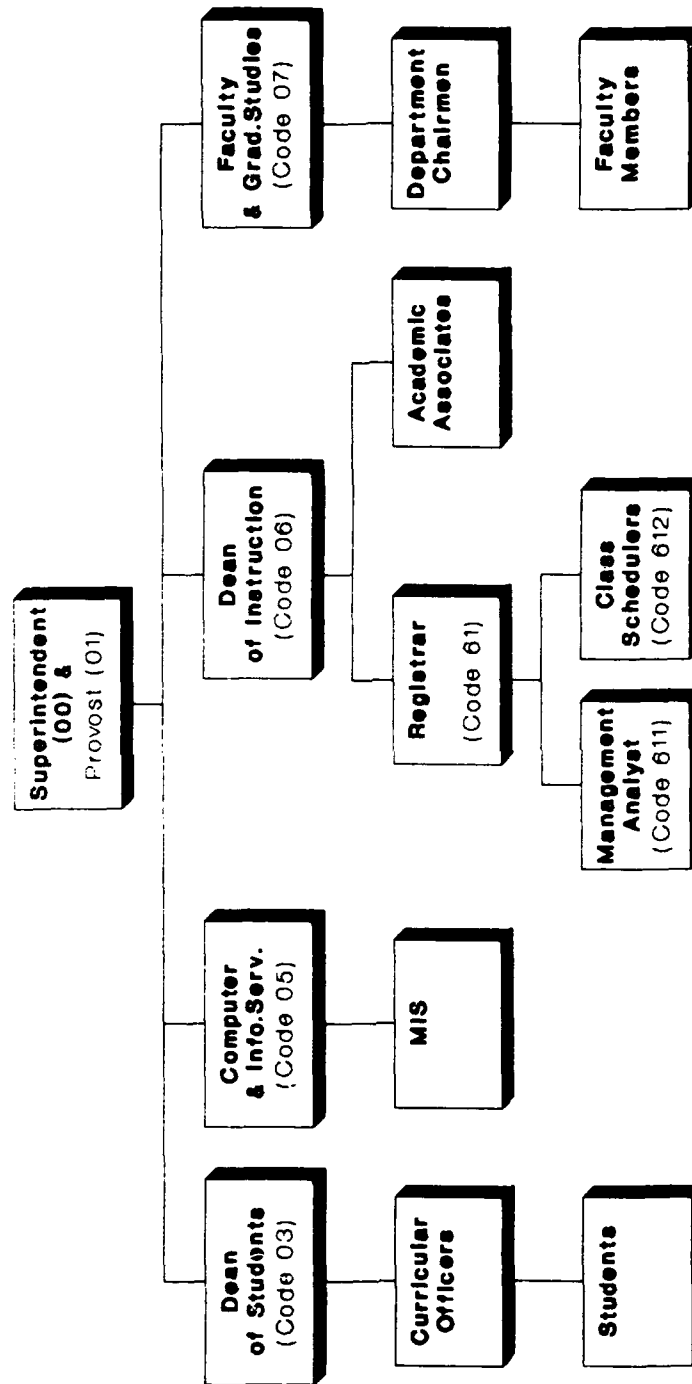 Superintendent
(00) &
Provost (01)
Dean
of Students
(Code 03)
Computer
& Info.Serv.
(Code 05)
Dean
of Instruction
(Code 06)
Faculty
& Grad.Studies
(Code 07)
Curricular
Officers
MIS
Registrar
(Code 61)
Academic
Associates
Department
Chairmen
Students
Management
Analyst
(Code 611)
Class
Schedulers
(Code 612)
Faculty
Members